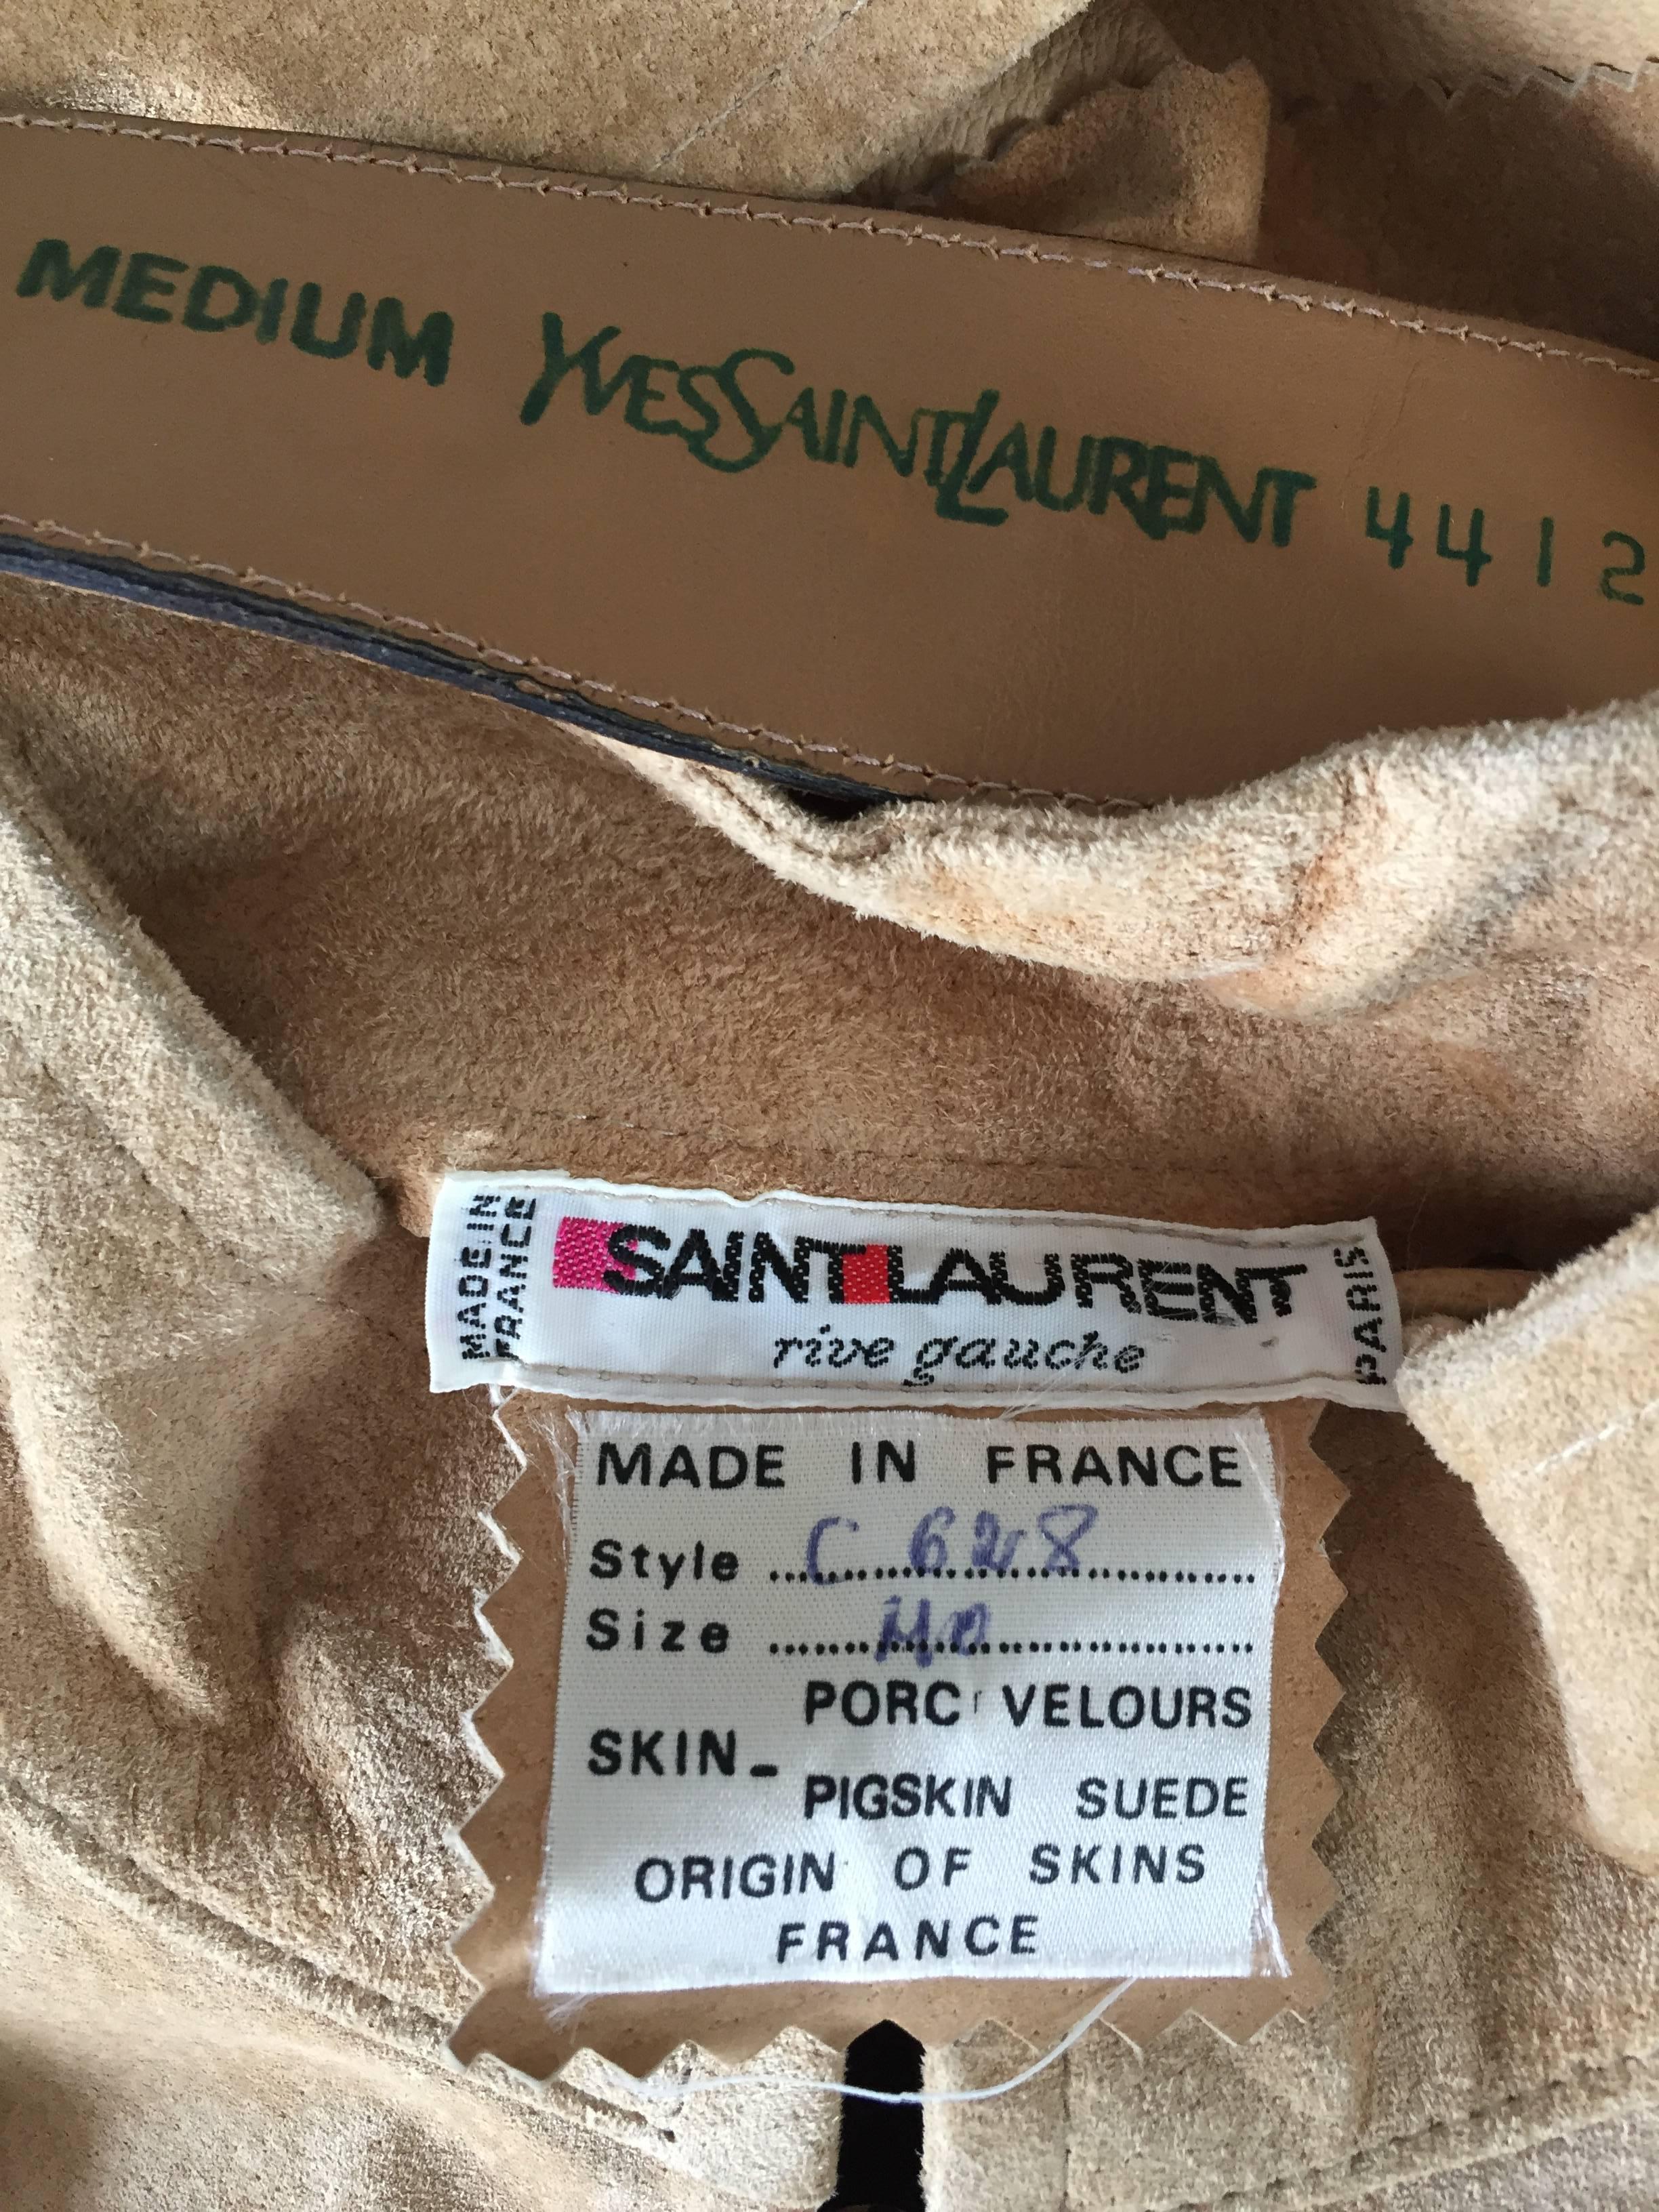 MEDIUM YVESSAINTLAURENT 4412
MADE IN
FRANCE
SAINT LAURENT
rive gauche
PARIS
MADE IN FRANCE
Style C 628
Size 40
PORC VELOURS
SKIN_
PIGSKIN SUEDE
ORIGIN OF SKINS
FRANCE